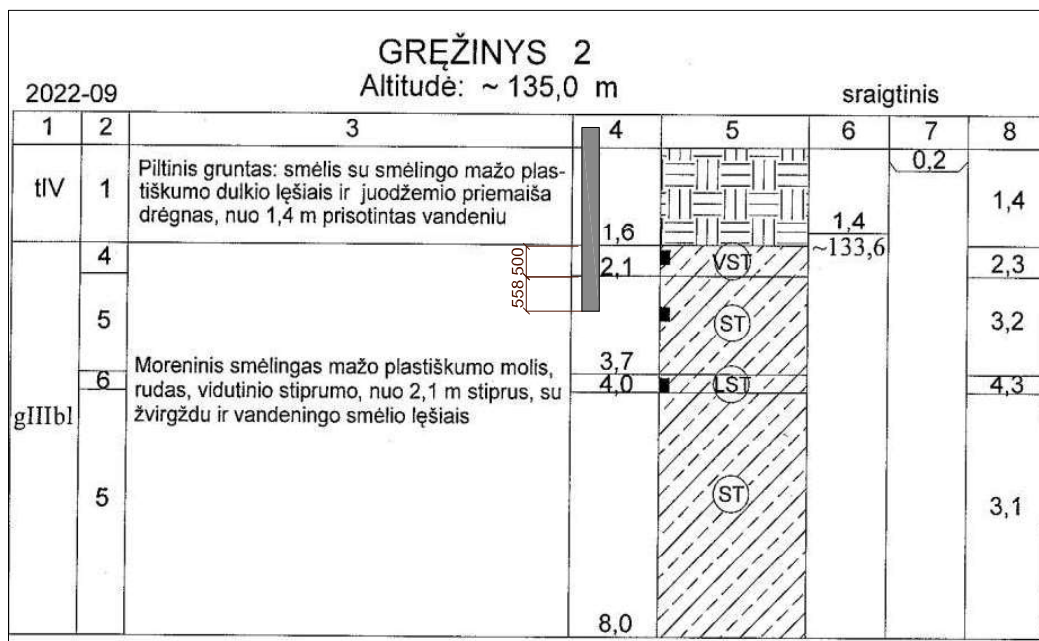 GRĘŽINYS 2
Altitudė: ~ 135,0 m
2022-09
sraigtinis
1 2 3 4 5 6 7 8
tIV
1
Piltinis gruntas: smėlis su smėlingo mažo plas-
tiškumo dulkio lęšiais ir juodžemio priemaiša
drėgnas, nuo 1,4 m prisotintas vandeniu
1,6
1,4
~133,6
0,2
1,4
4
500
2,1
VST
2,3
5
558
ST
3,2
3,7
6
4,0
LST
4,3
gIIIbl
Moreninis smėlingas mažo plastiškumo molis,
rudas, vidutinio stiprumo, nuo 2,1 m stiprus, su
žvirgždu ir vandeningo smėlio lęšiais
5
ST
3,1
8,0